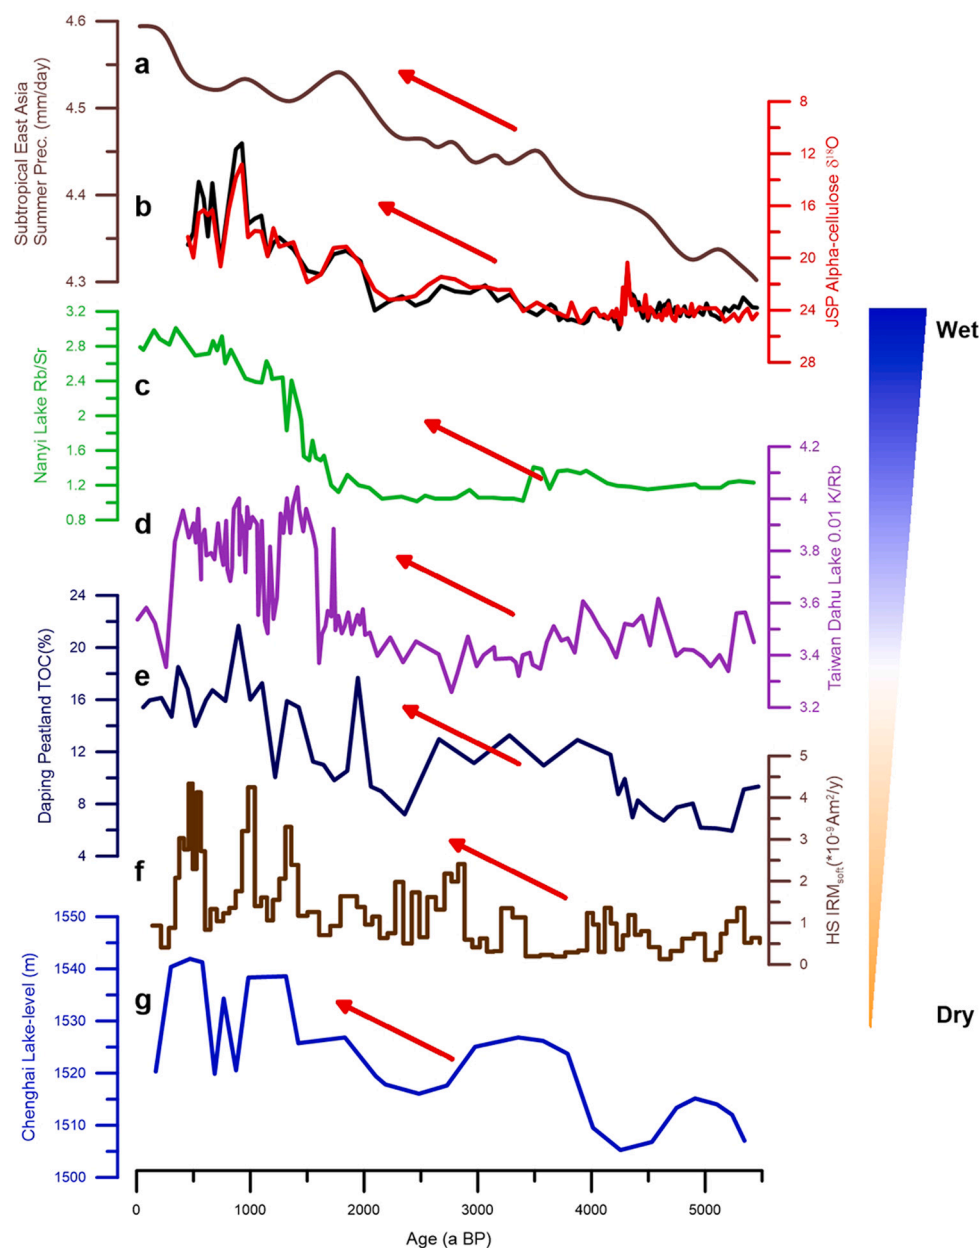 Subtropical East Asia
Summer Prec. (mm/day)
4.6
4.5
4.4
4.3
a
b
8
12
16
20
24
28
JSP Alpha-cellulose δ¹⁸O
Nanyi Lake Rb/Sr
3.2
2.8
2.4
2
1.6
1.2
0.8
c
Wet
d
4.2
4
3.8
3.6
3.4
3.2
Taiwan Dahu Lake 0.01 K/Rb
Daping Peatland TOC(%)
24
20
16
12
8
4
e
f
5
4
3
2
1
0
HS IRMsoft(*10⁻⁹Am²/y)
Chenghai Lake-level (m)
1550
1540
1530
1520
1510
1500
g
Dry
0 1000 2000 3000 4000 5000
Age (a BP)